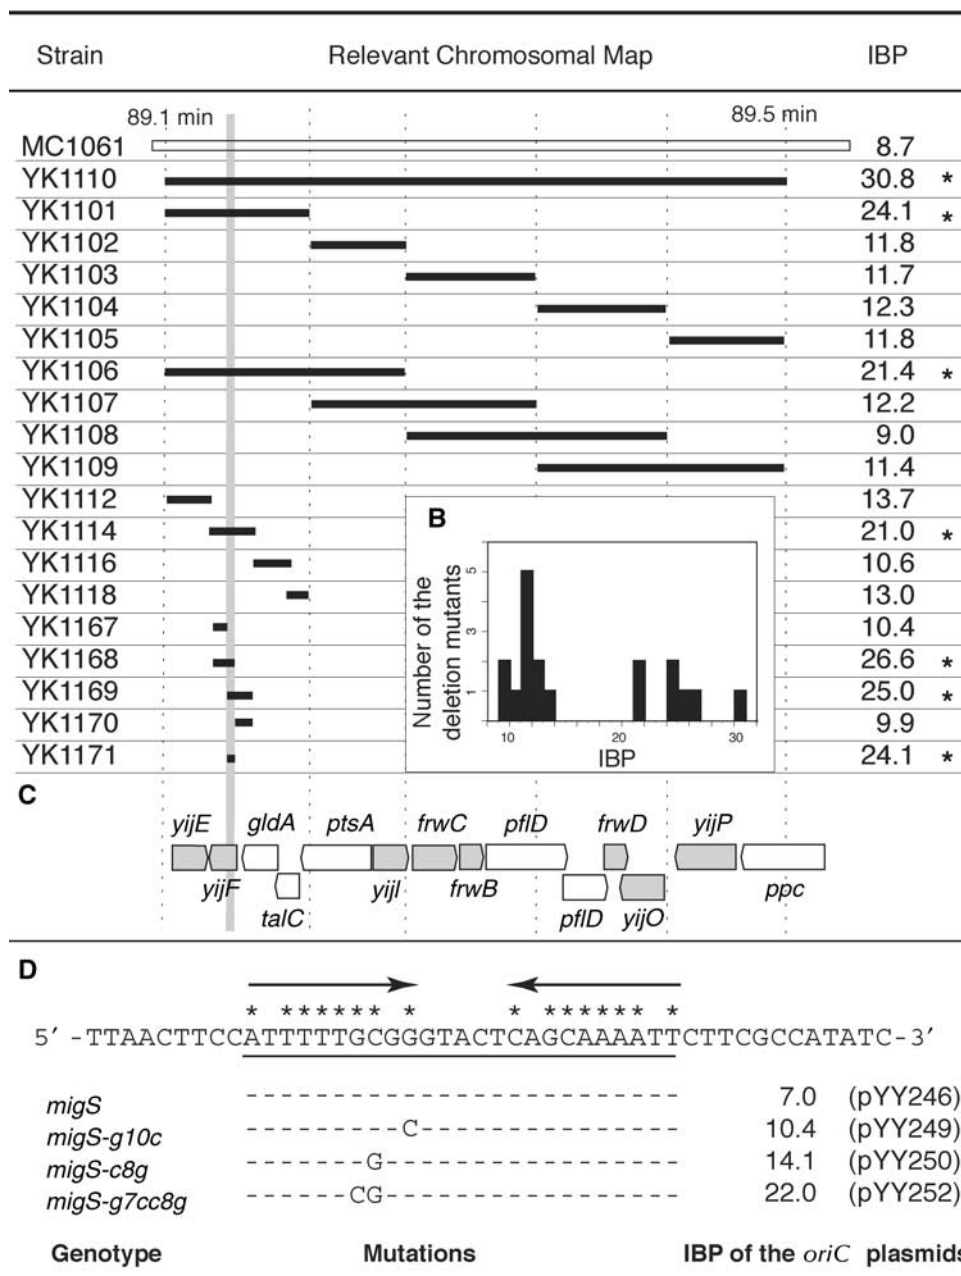 Strain Relevant Chromosomal Map IBP
89.1 min 89.5 min
MC1061 8.7
YK1110 30.8 *
YK1101 24.1 *
YK1102 11.8
YK1103 11.7
YK1104 12.3
YK1105 11.8
YK1106 21.4 *
YK1107 12.2
YK1108 9.0
YK1109 11.4
YK1112 13.7
YK1114 21.0 *
YK1116 10.6
YK1118 13.0
YK1167 10.4
YK1168 26.6 *
YK1169 25.0 *
YK1170 9.9
YK1171 24.1 *
B
Number of the
deletion mutants
5
3
1
10 20 30
IBP
C
yijE gldA ptsA frwC pflD frwD yijP
yijF talC yijI frwB pflD yijO ppc
D
* * * * * * * * * * * * * * * *
5′ -TTAACTTCCATTTTTGCGGGTACTCAGCAAAATTCTTCGCCATATC-3′
migS - - - - - - - - - - - - - - - - - - - - - - - - - 7.0 (pYY246)
migS-g10c - - - - - - - - - C - - - - - - - - - - - - - - - 10.4 (pYY249)
migS-c8g - - - - - - - G - - - - - - - - - - - - - - - - - 14.1 (pYY250)
migS-g7cc8g - - - - - - CG - - - - - - - - - - - - - - - - - 22.0 (pYY252)
Genotype Mutations IBP of the oriC plasmids